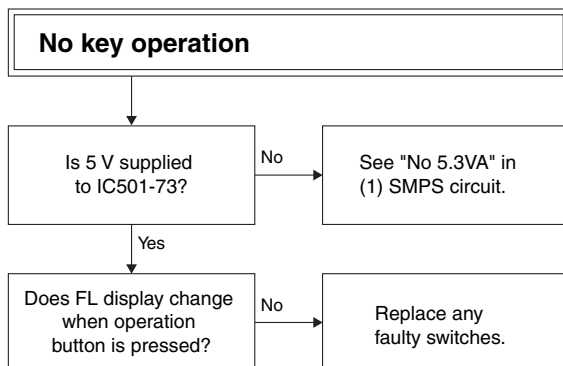 No key operation
Is 5 V supplied
to IC501-73?
No
See "No 5.3VA" in
(1) SMPS circuit.
Yes
Does FL display change
when operation
button is pressed?
No
Replace any
faulty switches.